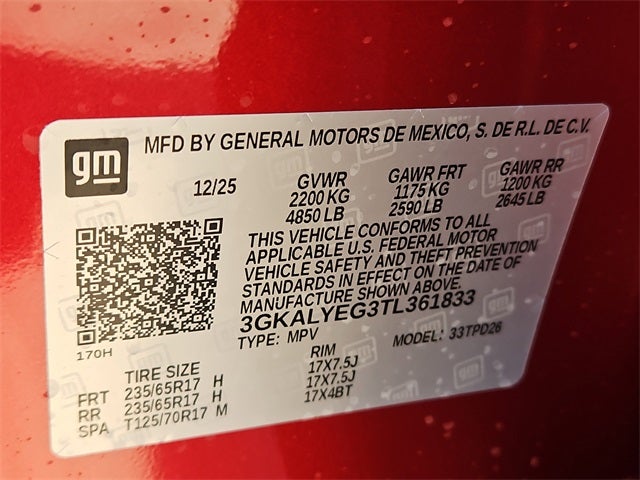 gm
MFD BY GENERAL MOTORS DE MEXICO, S. DE R.L. DE C.V.
12/25 GVWR GAWR FRT GAWR RR
2200 KG 1175 KG 1200 KG
4850 LB 2590 LB 2645 LB
THIS VEHICLE CONFORMS TO ALL
APPLICABLE U.S. FEDERAL MOTOR
VEHICLE SAFETY AND THEFT PREVENTION
STANDARDS IN EFFECT ON THE DATE OF
MANUFACTURE SHOWN ABOVE.
3GKALYEG3TL361833
TYPE: MPV MODEL: 33TPD26
170H
TIRE SIZE RIM
FRT 235/65R17 H 17X7.5J
RR 235/65R17 H 17X7.5J
SPA T125/70R17 M 17X4BT